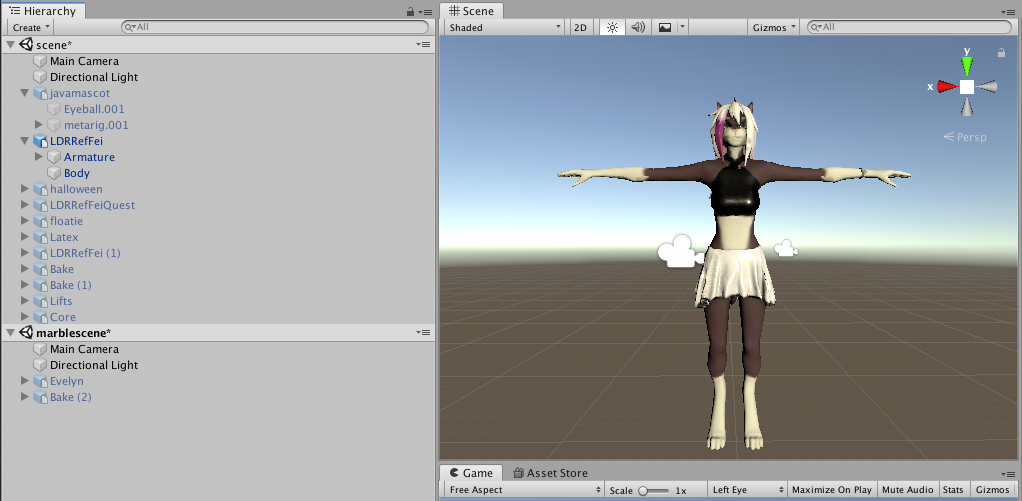 Hierarchy
Create
All
scene*
Main Camera
Directional Light
javamascot
Eyeball.001
metarig.001
LDRRefFei
Armature
Body
halloween
LDRRefFeiQuest
floatie
Latex
LDRRefFei (1)
Bake
Bake (1)
Lifts
Core
marblescene*
Main Camera
Directional Light
Evelyn
Bake (2)
Scene
Shaded 2D Gizmos All
y
x
Persp
Game Asset Store
Free Aspect Scale 1x Left Eye Maximize On Play Mute Audio Stats Gizmos